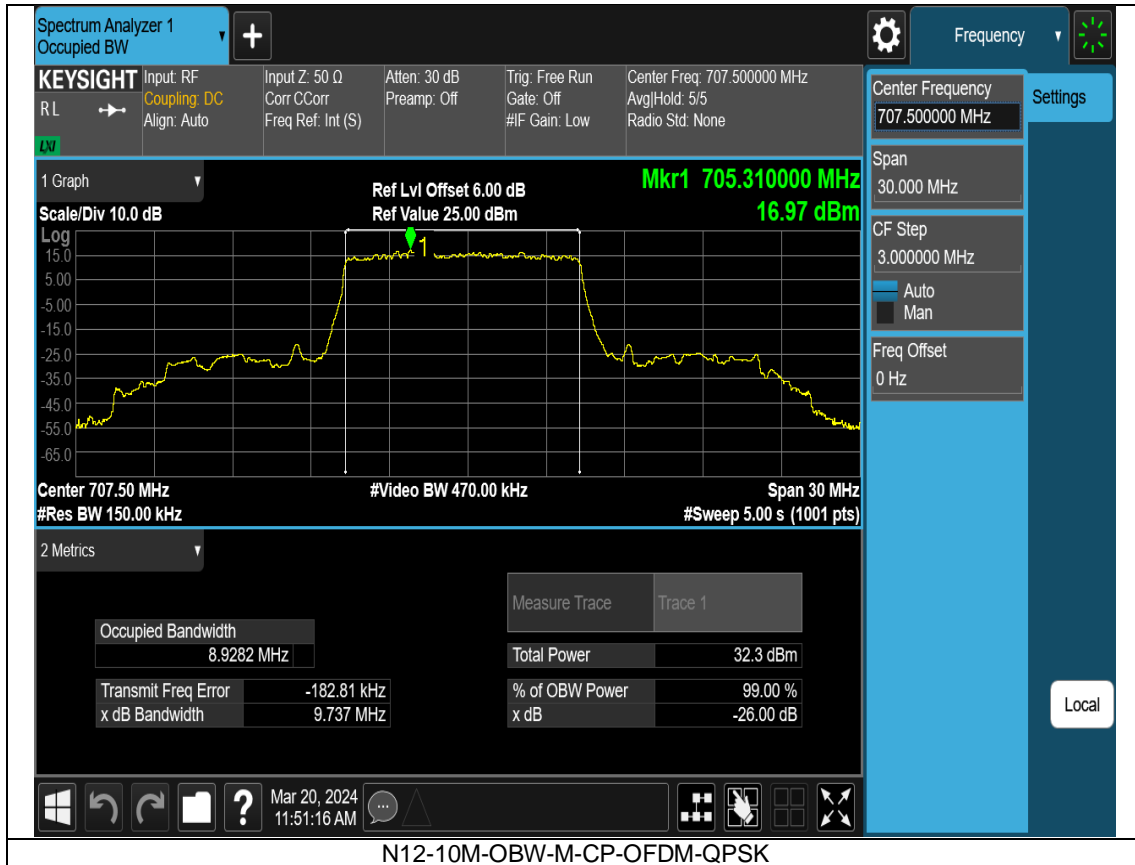 Spectrum Analyzer 1
Occupied BW
+
Frequency
KEYSIGHT
R L
LXI
Input: RF
Coupling: DC
Align: Auto
Input Z: 50 Ω
Corr CCorr
Freq Ref: Int (S)
Atten: 30 dB
Preamp: Off
Trig: Free Run
Gate: Off
#IF Gain: Low
Center Freq: 707.500000 MHz
Avg|Hold: 5/5
Radio Std: None
Center Frequency
707.500000 MHz
Settings
Span
30.000 MHz
CF Step
3.000000 MHz
Auto
Man
Freq Offset
0 Hz
Local
1 Graph
Ref Lvl Offset 6.00 dB
Mkr1 705.310000 MHz
Scale/Div 10.0 dB
Ref Value 25.00 dBm
16.97 dBm
Log
1
15.0
5.00
-5.00
-15.0
-25.0
-35.0
-45.0
-55.0
-65.0
Center 707.50 MHz
#Video BW 470.00 kHz
Span 30 MHz
#Res BW 150.00 kHz
#Sweep 5.00 s (1001 pts)
2 Metrics
Measure Trace
Trace 1
Occupied Bandwidth
8.9282 MHz
Total Power
32.3 dBm
Transmit Freq Error
-182.81 kHz
% of OBW Power
99.00 %
x dB Bandwidth
9.737 MHz
x dB
-26.00 dB
?
Mar 20, 2024
11:51:16 AM
N12-10M-OBW-M-CP-OFDM-QPSK